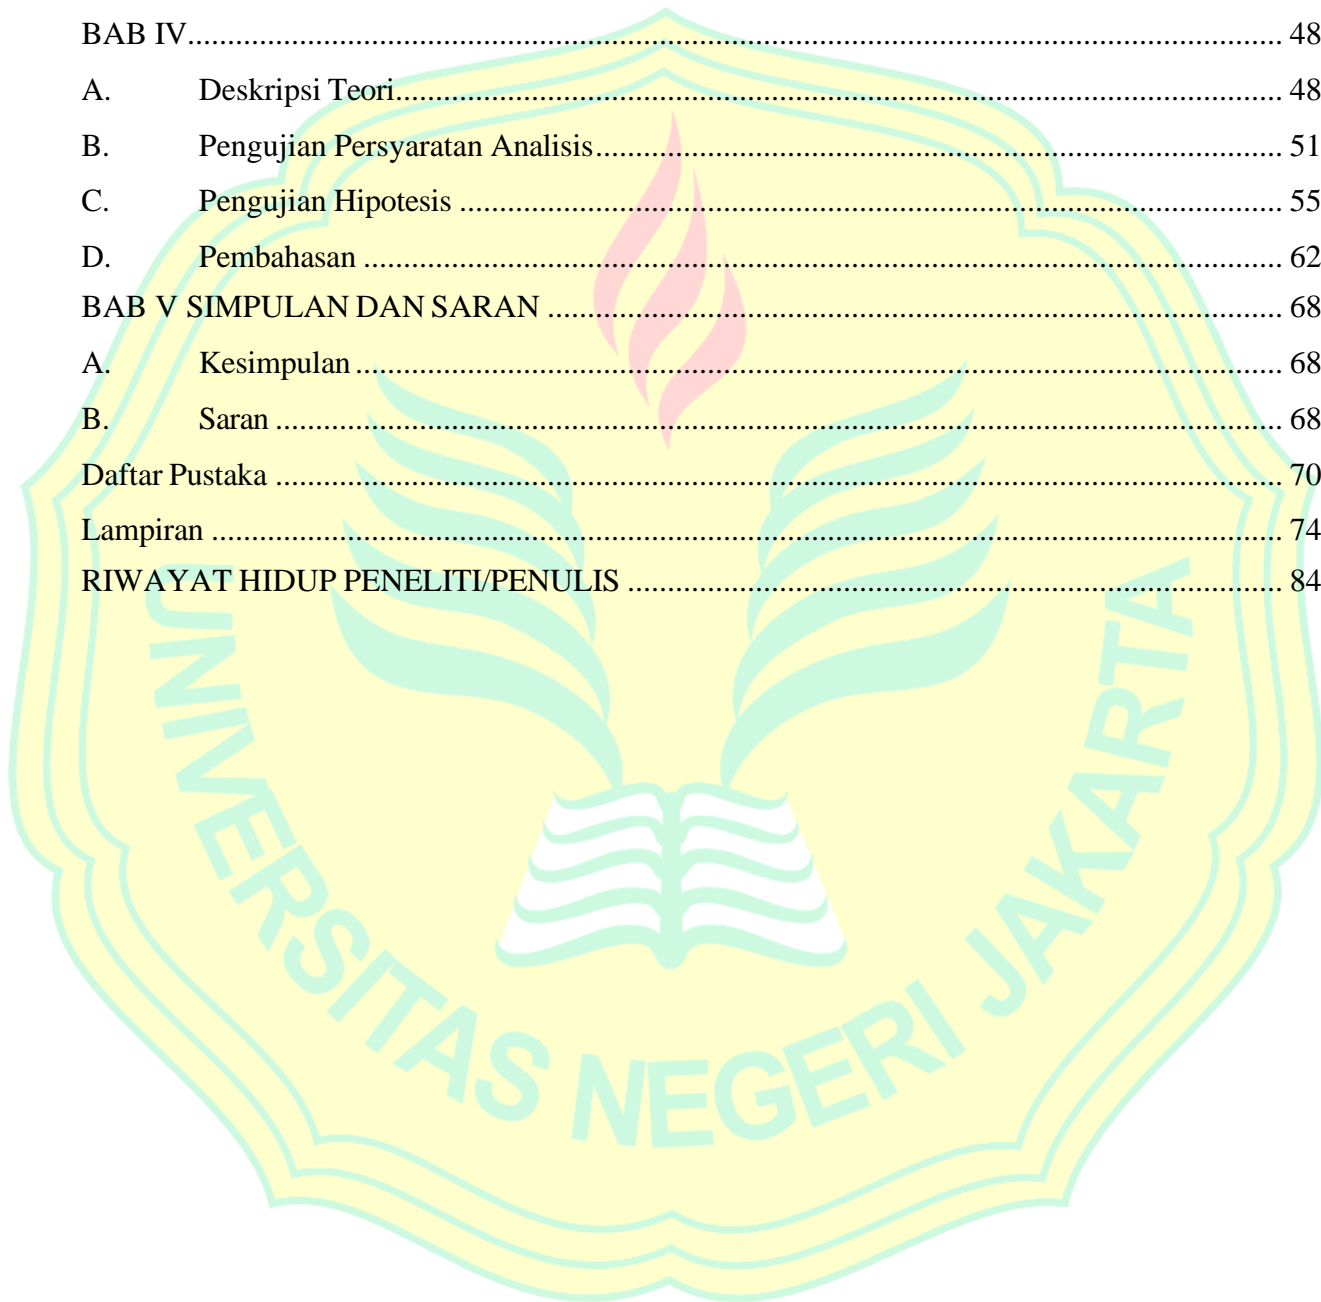 BAB IV........................................................................................................................................ 48
A. Deskripsi Teori............................................................................................................... 48
B. Pengujian Persyaratan Analisis...................................................................................... 51
C. Pengujian Hipotesis ....................................................................................................... 55
D. Pembahasan ................................................................................................................... 62
BAB V SIMPULAN DAN SARAN ............................................................................................ 68
A. Kesimpulan .................................................................................................................... 68
B. Saran .............................................................................................................................. 68
Daftar Pustaka .............................................................................................................................. 70
Lampiran ...................................................................................................................................... 74
RIWAYAT HIDUP PENELITI/PENULIS .................................................................................. 84
UNIVERSITAS NEGERI JAKARTA